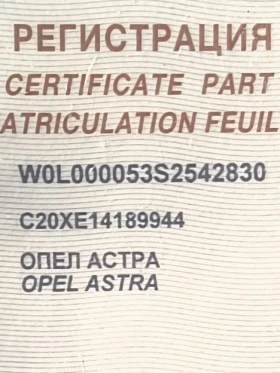 РЕГИСТРАЦИЯ
CERTIFICATE PART
ATRICULATION FEUIL
W0L000053S2542830
C20XE14189944
ОПЕЛ АСТРА
OPEL ASTRA